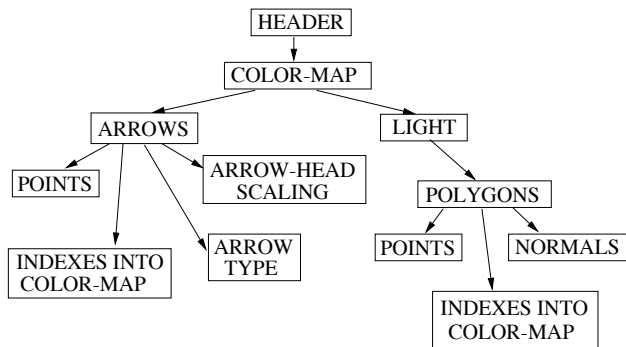 HEADER
COLOR-MAP
ARROWS
LIGHT
POINTS
ARROW-HEAD
SCALING
POLYGONS
INDEXES INTO
COLOR-MAP
ARROW
TYPE
POINTS
NORMALS
INDEXES INTO
COLOR-MAP